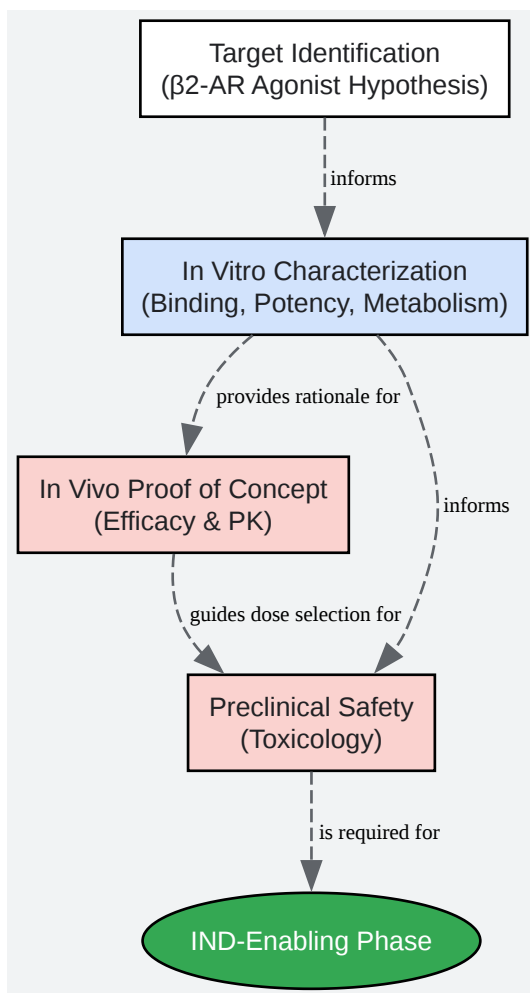 Target Identification
(β2-AR Agonist Hypothesis)
informs
In Vitro Characterization
(Binding, Potency, Metabolism)
provides rationale for
In Vivo Proof of Concept
(Efficacy & PK)
informs
guides dose selection for
Preclinical Safety
(Toxicology)
is required for
IND-Enabling Phase